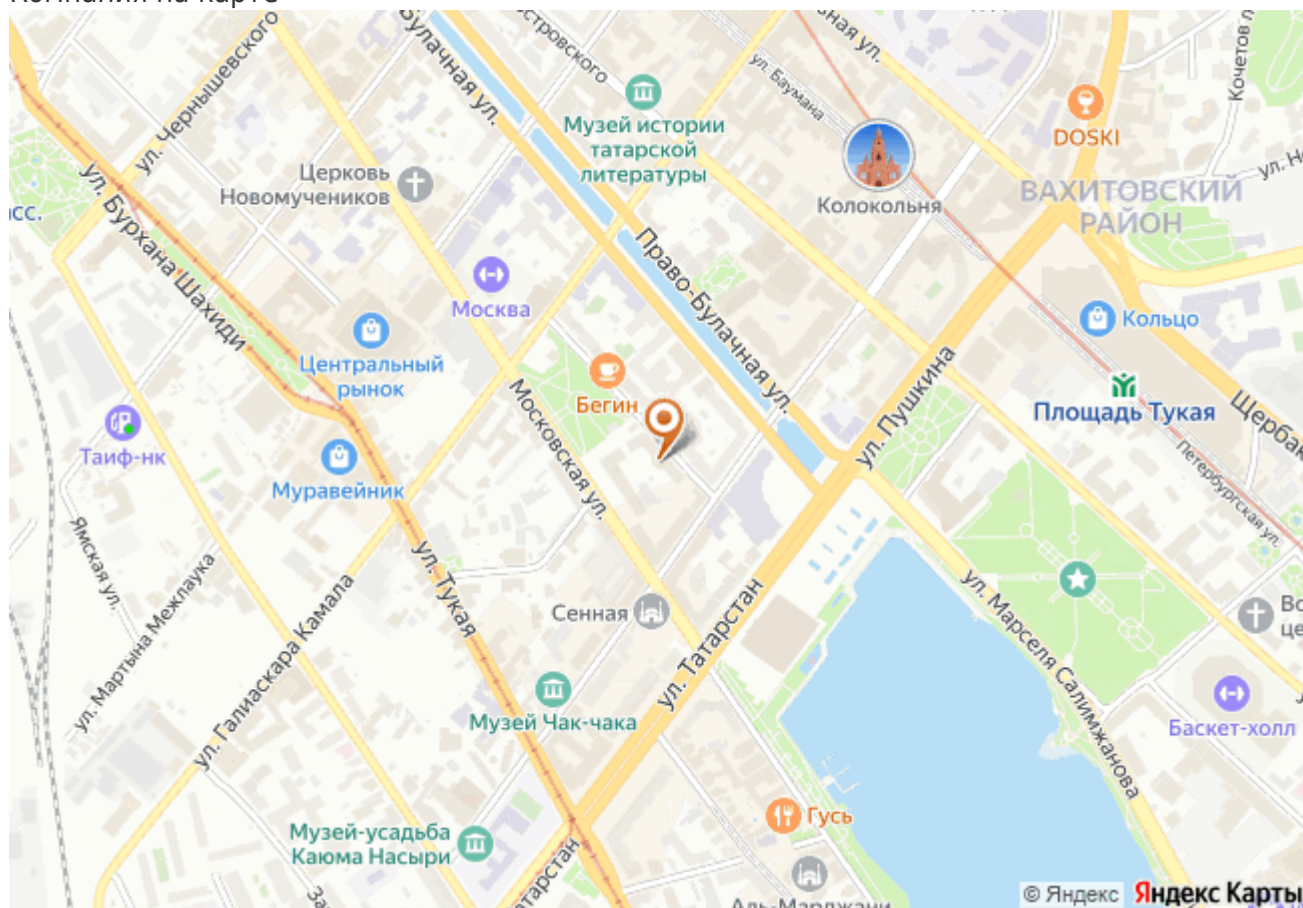 Компания на карте
ул. Чернышевского
Булачная ул.
Островского
ул. Баумана
Музей истории
татарской
литературы
Колокольня
DOSKI
ВАХИТОВСКИЙ
РАЙОН
Церковь
Новомучеников
ул. Бурхана Шахиди
Москва
Право-Булачная ул.
Кольцо
Центральный
рынок
Бегин
ул. Пушкина
Площадь Тукая
Таиф-нк
Муравейник
Московская ул.
Петербургская ул.
Ямская ул.
ул. Мартына Межлаука
ул. Галиаскара Камала
ул. Тукая
Сенная
ул. Татарстан
ул. Марселя Салимжанова
Музей Чак-чака
Баскет-холл
Гусь
Музей-усадьба
Каюма Насыри
Аль-Марджани
© Яндекс Яндекс Карты